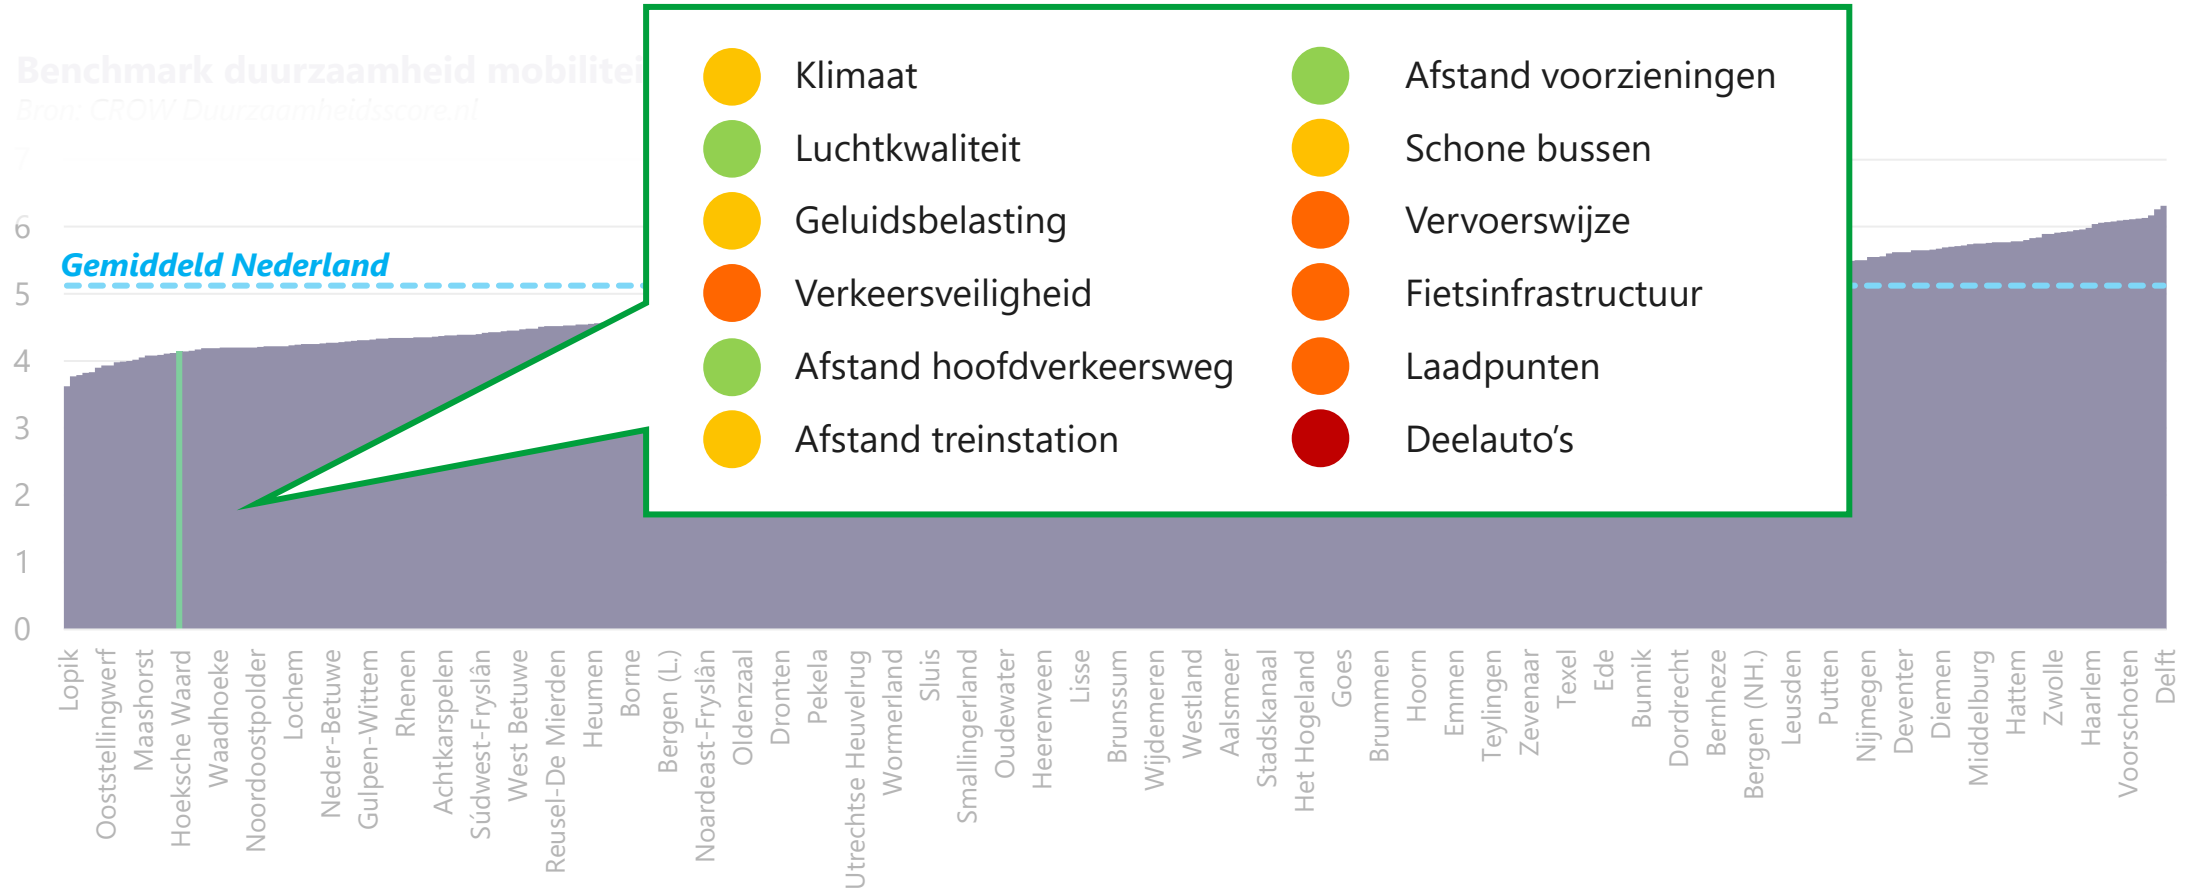 Benchmark duurzaamheid mobilitei
Bron: CROW Duurzaamheidsscore.nl
Klimaat
Luchtkwaliteit
Geluidsbelasting
Verkeersveiligheid
Afstand hoofdverkeersweg
Afstand treinstation
Afstand voorzieningen
Schone bussen
Vervoerswijze
Fietsinfrastructuur
Laadpunten
Deelauto's
Gemiddeld Nederland
7
6
5
4
3
2
1
0
Lopik
Ooststellingwerf
Maashorst
Hoeksche Waard
Waadhoeke
Noordoostpolder
Lochem
Neder-Betuwe
Gulpen-Wittem
Rhenen
Achtkarspelen
Súdwest-Fryslân
West Betuwe
Reusel-De Mierden
Heumen
Borne
Bergen (L.)
Noardeast-Fryslân
Oldenzaal
Dronten
Pekela
Utrechtse Heuvelrug
Wormerland
Sluis
Smallingerland
Oudewater
Heerenveen
Lisse
Brunssum
Wijdemeren
Westland
Aalsmeer
Stadskanaal
Het Hogeland
Goes
Brummen
Hoorn
Emmen
Teylingen
Zevenaar
Texel
Ede
Bunnik
Dordrecht
Bernheze
Bergen (NH.)
Leusden
Putten
Nijmegen
Deventer
Diemen
Middelburg
Hattem
Zwolle
Haarlem
Voorschoten
Delft